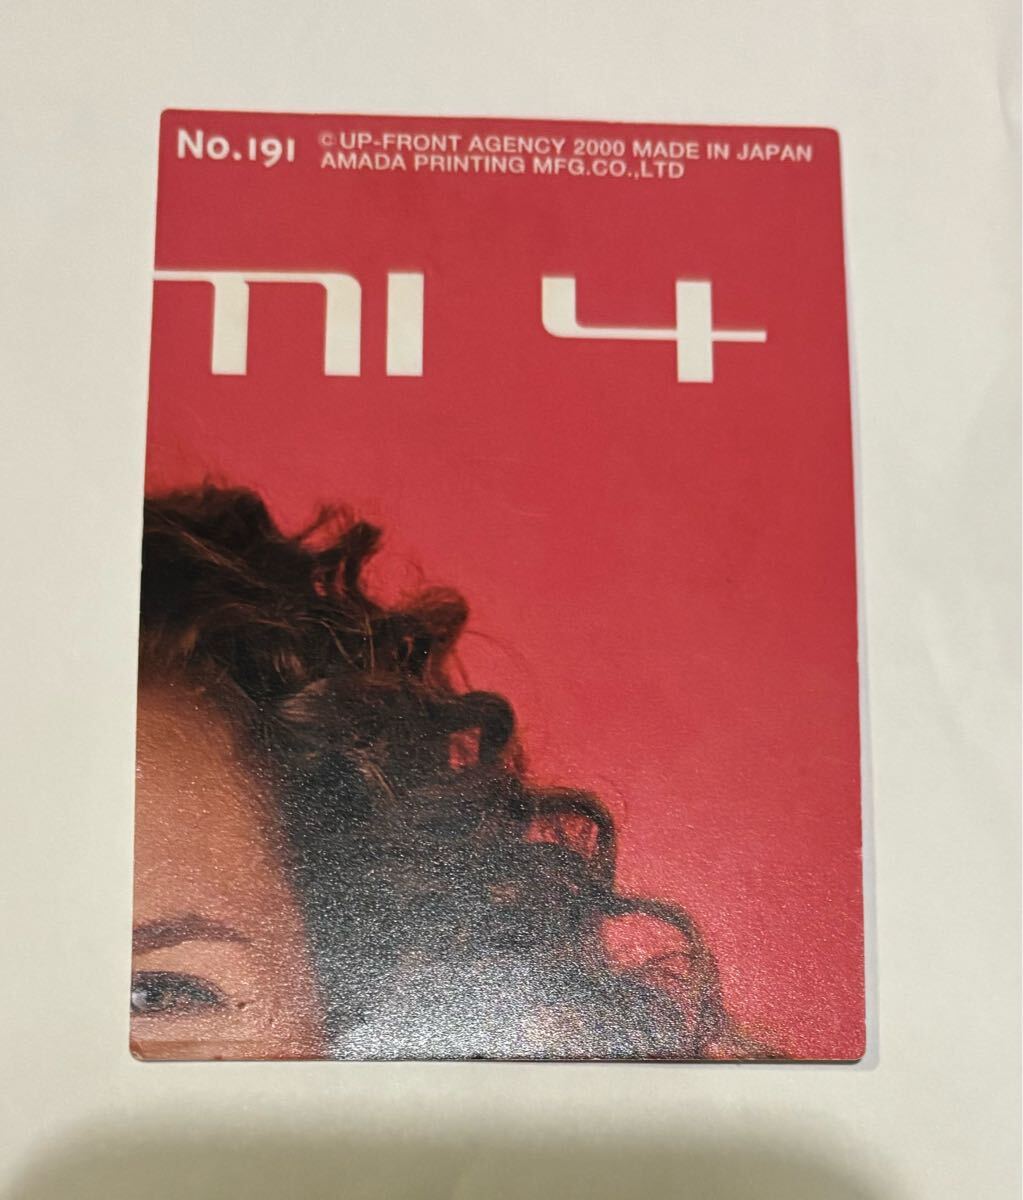 No.191
© UP-FRONT AGENCY 2000 MADE IN JAPAN
AMADA PRINTING MFG.CO.,LTD
mi 4